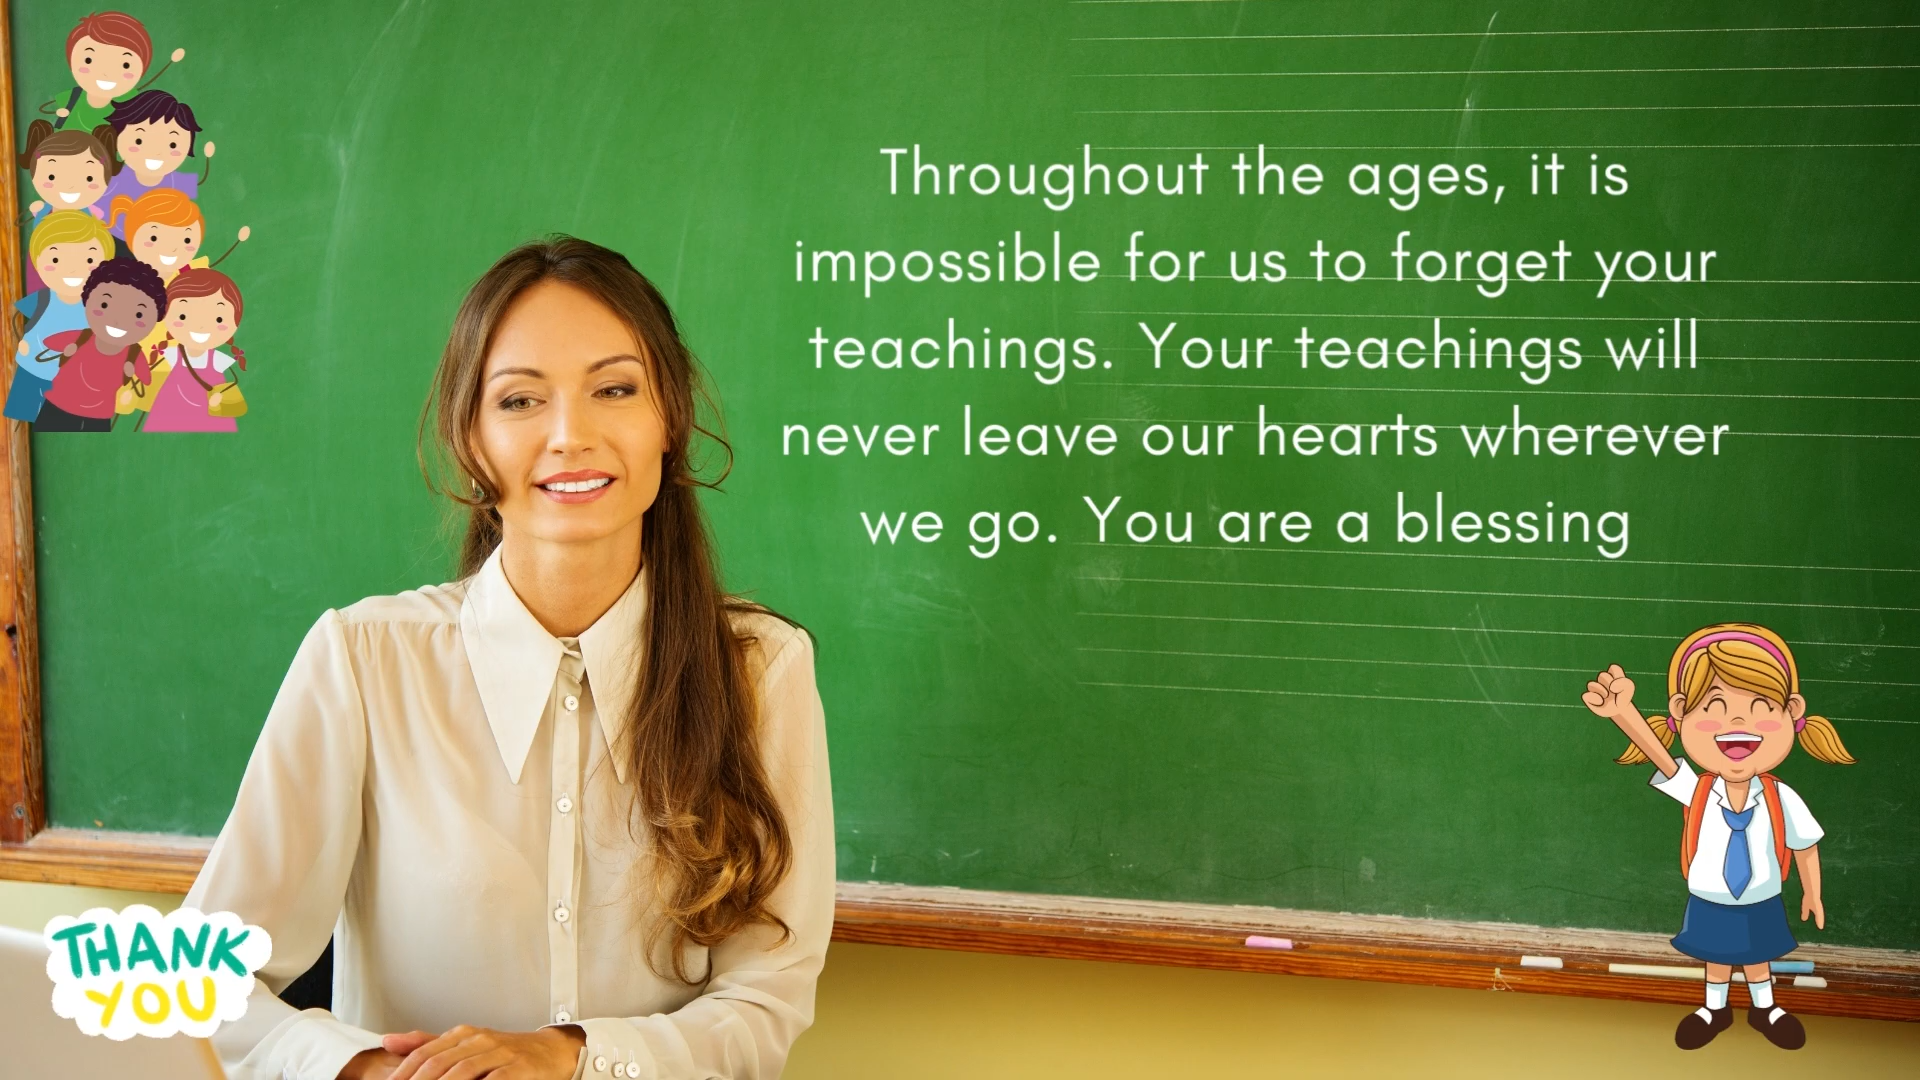 Throughout the ages, it is
impossible for us to forget your
teachings. Your teachings will
never leave our hearts wherever
we go. You are a blessing
THANK
YOU